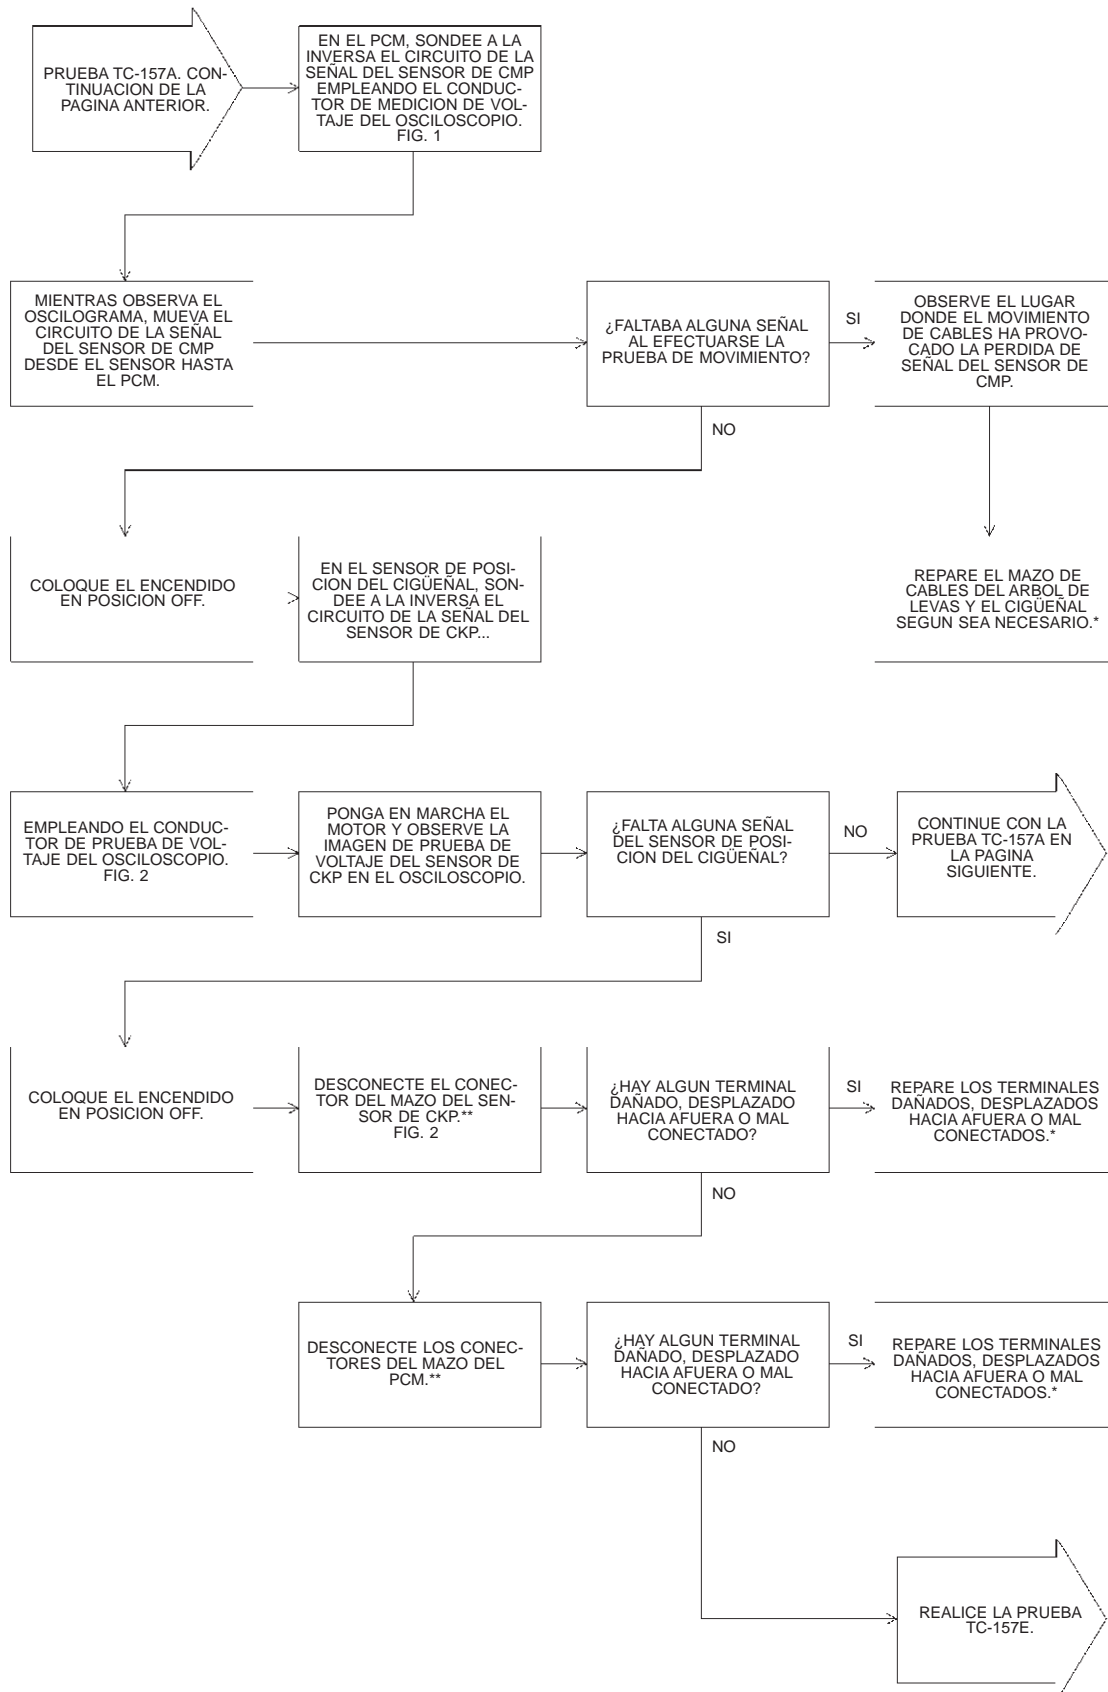 PRUEBA TC-157A. CON-
TINUACION DE LA
PAGINA ANTERIOR.
EN EL PCM, SONDEE A LA
INVERSA EL CIRCUITO DE LA
SEÑAL DEL SENSOR DE CMP
EMPLEANDO EL CONDUC-
TOR DE MEDICION DE VOL-
TAJE DEL OSCILOSCOPIO.
FIG. 1
MIENTRAS OBSERVA EL
OSCILOGRAMA, MUEVA EL
CIRCUITO DE LA SEÑAL
DEL SENSOR DE CMP
DESDE EL SENSOR HASTA
EL PCM.
¿FALTABA ALGUNA SEÑAL
AL EFECTUARSE LA
PRUEBA DE MOVIMIENTO?
SI
OBSERVE EL LUGAR
DONDE EL MOVIMIENTO
DE CABLES HA PROVO-
CADO LA PERDIDA DE
SEÑAL DEL SENSOR DE
CMP.
NO
COLOQUE EL ENCENDIDO
EN POSICION OFF.
EN EL SENSOR DE POSI-
CION DEL CIGÜEÑAL, SON-
DEE A LA INVERSA EL
CIRCUITO DE LA SEÑAL DEL
SENSOR DE CKP...
REPARE EL MAZO DE
CABLES DEL ARBOL DE
LEVAS Y EL CIGÜEÑAL
SEGUN SEA NECESARIO.*
EMPLEANDO EL CONDUC-
TOR DE PRUEBA DE VOL-
TAJE DEL OSCILOSCOPIO.
FIG. 2
PONGA EN MARCHA EL
MOTOR Y OBSERVE LA
IMAGEN DE PRUEBA DE
VOLTAJE DEL SENSOR DE
CKP EN EL OSCILOSCOPIO.
¿FALTA ALGUNA SEÑAL
DEL SENSOR DE POSI-
CION DEL CIGÜEÑAL?
NO
CONTINUE CON LA
PRUEBA TC-157A EN
LA PAGINA
SIGUIENTE.
SI
COLOQUE EL ENCENDIDO
EN POSICION OFF.
DESCONECTE EL CONEC-
TOR DEL MAZO DEL SEN-
SOR DE CKP.**
FIG. 2
¿HAY ALGUN TERMINAL
DAÑADO, DESPLAZADO
HACIA AFUERA O MAL
CONECTADO?
SI
REPARE LOS TERMINALES
DAÑADOS, DESPLAZADOS
HACIA AFUERA O MAL
CONECTADOS.*
NO
DESCONECTE LOS CONEC-
TORES DEL MAZO DEL
PCM.**
¿HAY ALGUN TERMINAL
DAÑADO, DESPLAZADO
HACIA AFUERA O MAL
CONECTADO?
SI
REPARE LOS TERMINALES
DAÑADOS, DESPLAZADOS
HACIA AFUERA O MAL
CONECTADOS.*
NO
REALICE LA PRUEBA
TC-157E.